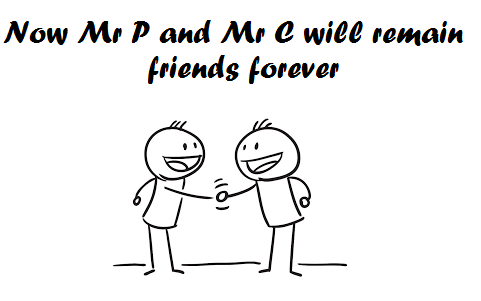 Now Mr P and Mr C will remain
friends forever